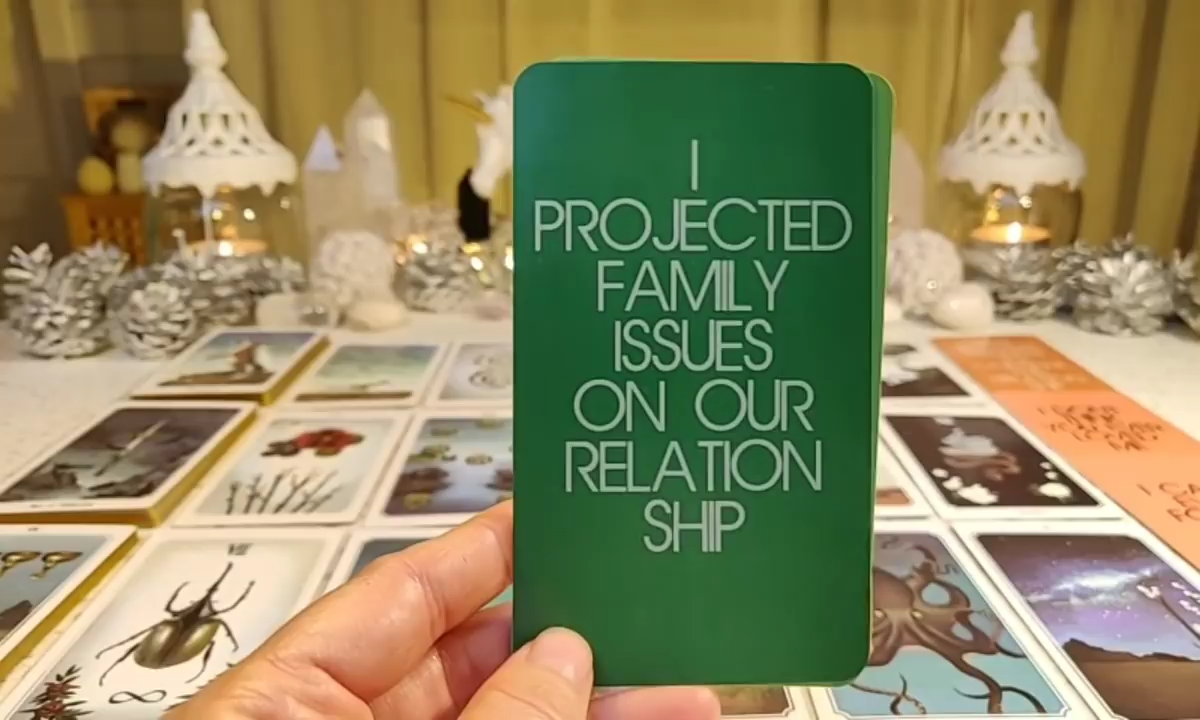 I
PROJECTED
FAMILY
ISSUES
ON OUR
RELATION
SHIP